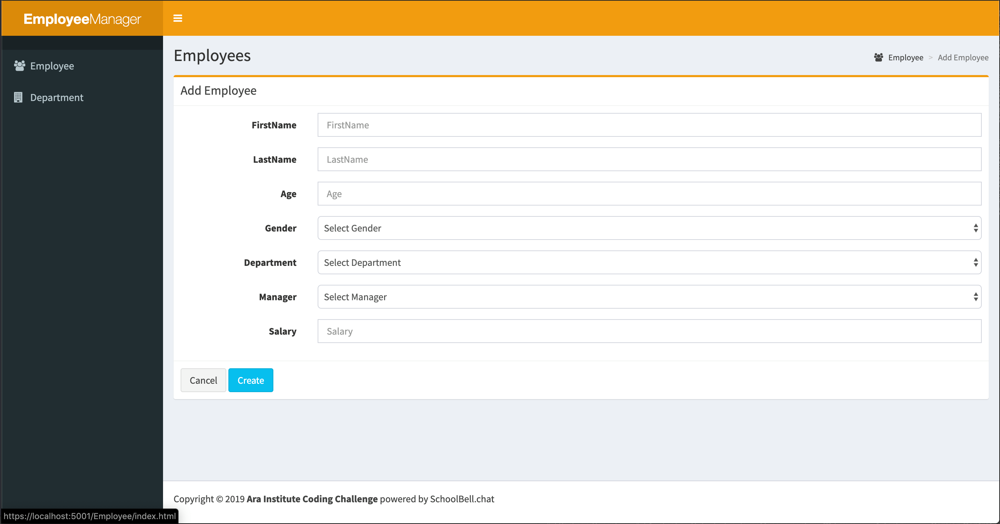 EmployeeManager
Employee
Department
Employees
Employee > Add Employee
Add Employee
FirstName FirstName
LastName LastName
Age Age
Gender Select Gender
Department Select Department
Manager Select Manager
Salary Salary
Cancel Create
Copyright © 2019 Ara Institute Coding Challenge powered by SchoolBell.chat
https://localhost:5001/Employee/index.html